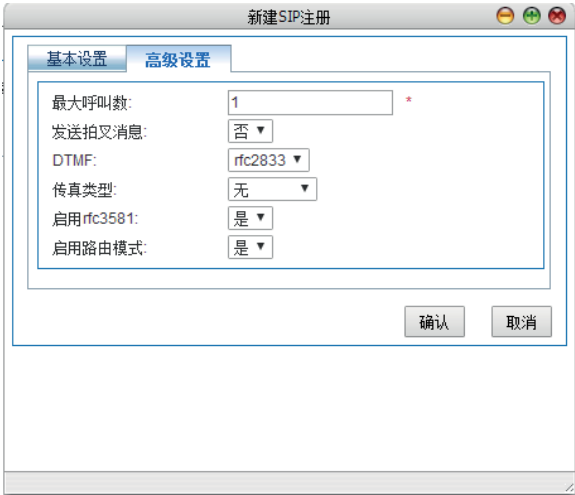 新建SIP注册
基本设置 高级设置
最大呼叫数: 1 *
发送拍叉消息: 否
DTMF: rfc2833
传真类型: 无
启用rfc3581: 是
启用路由模式: 是
确认 取消